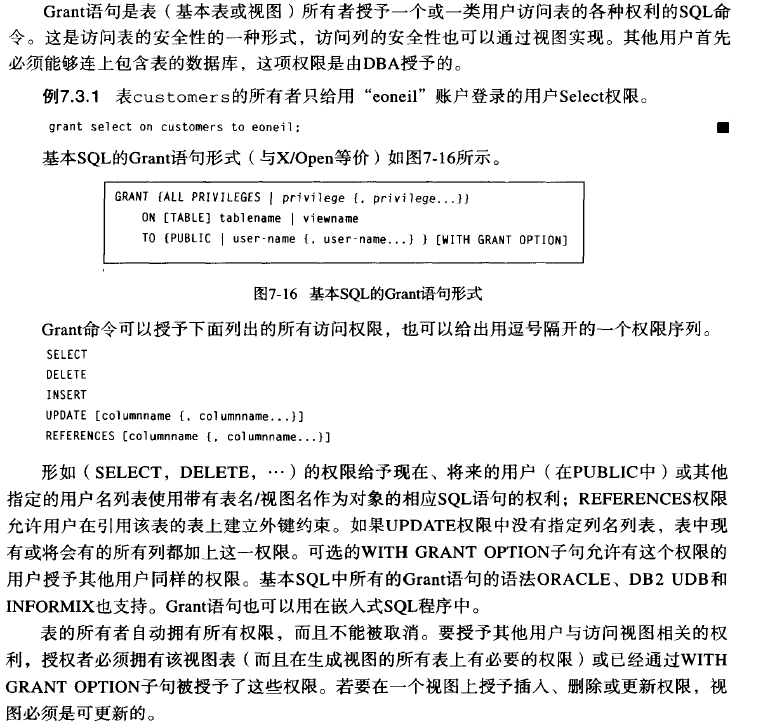 Grant语句是表（基本表或视图）所有者授予一个或一类用户访问表的各种权利的SQL命
令。这是访问表的安全性的一种形式，访问列的安全性也可以通过视图实现。其他用户首先
必须能够连上包含表的数据库，这项权限是由DBA授予的。
例7.3.1 表customers的所有者只给用“eoneil”账户登录的用户Select权限。
grant select on customers to eoneil;
基本SQL的Grant语句形式（与X/Open等价）如图7-16所示。
GRANT {ALL PRIVILEGES | privilege {, privilege...}}
ON [TABLE] tablename | viewname
TO {PUBLIC | user-name {, user-name...} } [WITH GRANT OPTION]
图7-16 基本SQL的Grant语句形式
Grant命令可以授予下面列出的所有访问权限，也可以给出用逗号隔开的一个权限序列。
SELECT
DELETE
INSERT
UPDATE [columnname {, columnname...}]
REFERENCES [columnname {, columnname...}]
形如（SELECT，DELETE，…）的权限给予现在、将来的用户（在PUBLIC中）或其他
指定的用户名列表使用带有表名/视图名作为对象的相应SQL语句的权利；REFERENCES权限
允许用户在引用该表的表上建立外键约束。如果UPDATE权限中没有指定列名列表，表中现
有或将会有的所有列都加上这一权限。可选的WITH GRANT OPTION子句允许有这个权限的
用户授予其他用户同样的权限。基本SQL中所有的Grant语句的语法ORACLE、DB2 UDB和
INFORMIX也支持。Grant语句也可以用在嵌入式SQL程序中。
表的所有者自动拥有所有权限，而且不能被取消。要授予其他用户与访问视图相关的权
利，授权者必须拥有该视图表（而且在生成视图的所有表上有必要的权限）或已经通过WITH
GRANT OPTION子句被授予了这些权限。若要在一个视图上授予插入、删除或更新权限，视
图必须是可更新的。